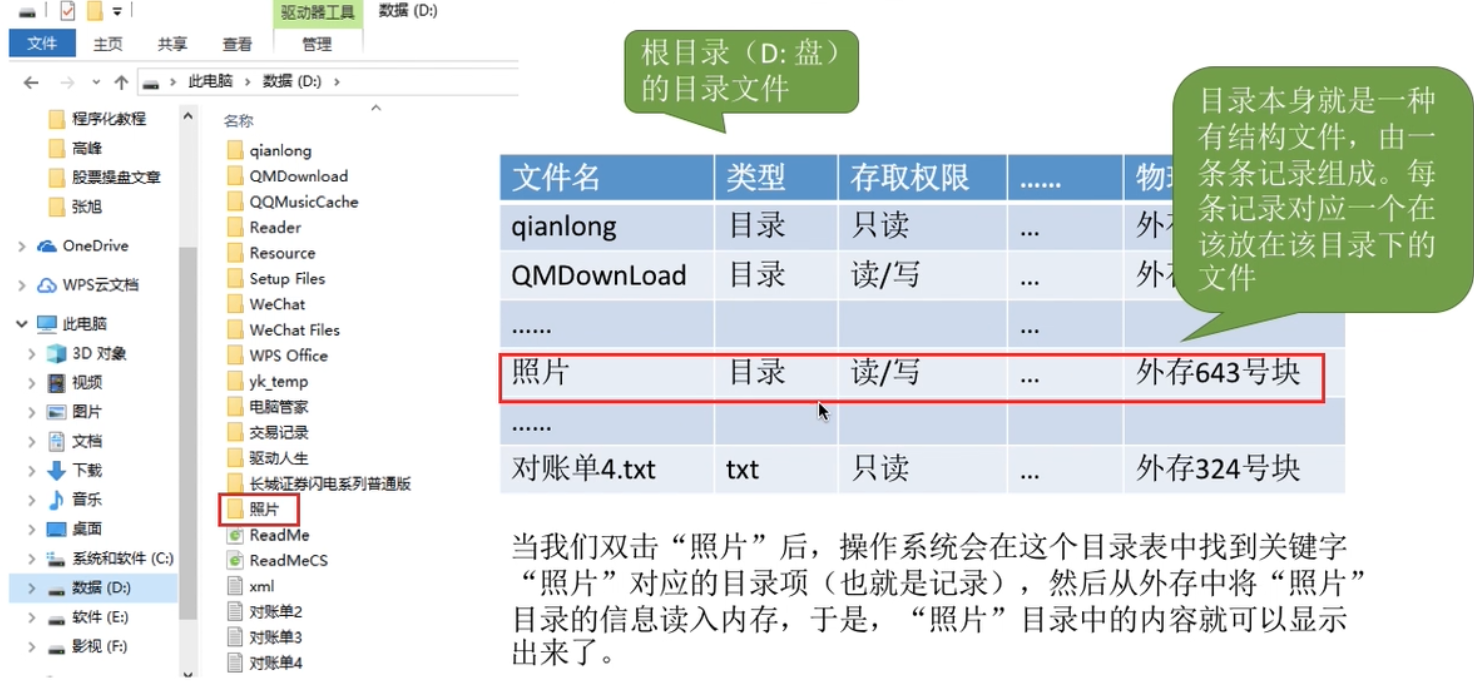 驱动器工具
数据 (D:)
文件
主页
共享
查看
管理
此电脑
数据 (D:)
程序化教程
高峰
股票操盘文章
张旭
OneDrive
WPS云文档
此电脑
3D 对象
视频
图片
文档
下载
音乐
桌面
系统和软件 (C:)
数据 (D:)
软件 (E:)
影视 (F:)
名称
qianlong
QMDownload
QQMusicCache
Reader
Resource
Setup Files
WeChat
WeChat Files
WPS Office
yk_temp
电脑管家
交易记录
驱动人生
长城证券闪电系列普通版
照片
ReadMe
ReadMeCS
xml
对账单2
对账单3
对账单4
根目录（D: 盘）
的目录文件
目录本身就是一种
有结构文件，由一
条条记录组成。每
条记录对应一个在
该放在该目录下的
文件
文件名 类型 存取权限 …… 物
qianlong 目录 只读 ... 外
QMDownLoad 目录 读/写 ... 外
…… ...
照片 目录 读/写 ... 外存643号块
……
对账单4.txt txt 只读 ... 外存324号块
当我们双击“照片”后，操作系统会在这个目录表中找到关键字
“照片”对应的目录项（也就是记录），然后从外存中将“照片”
目录的信息读入内存，于是，“照片”目录中的内容就可以显示
出来了。